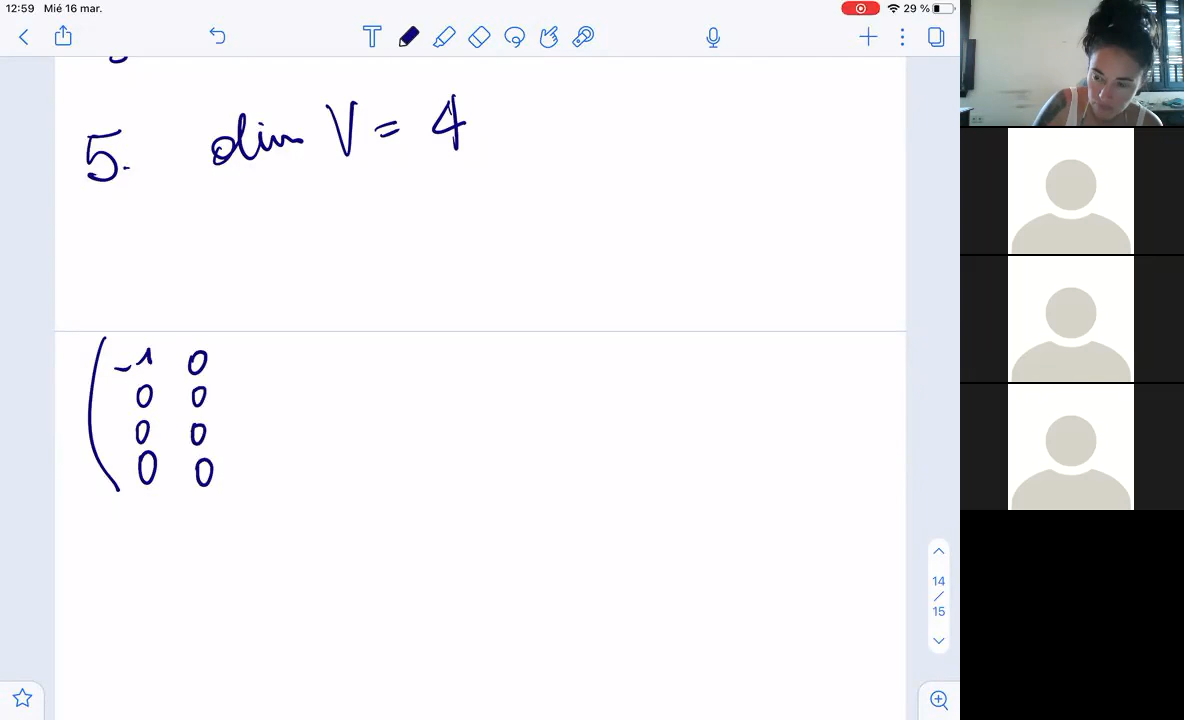 12:59 Mié 16 mar. 29 %
T
5. dim V = 4
-1 0
0 0
0 0
0 0
14
/
15